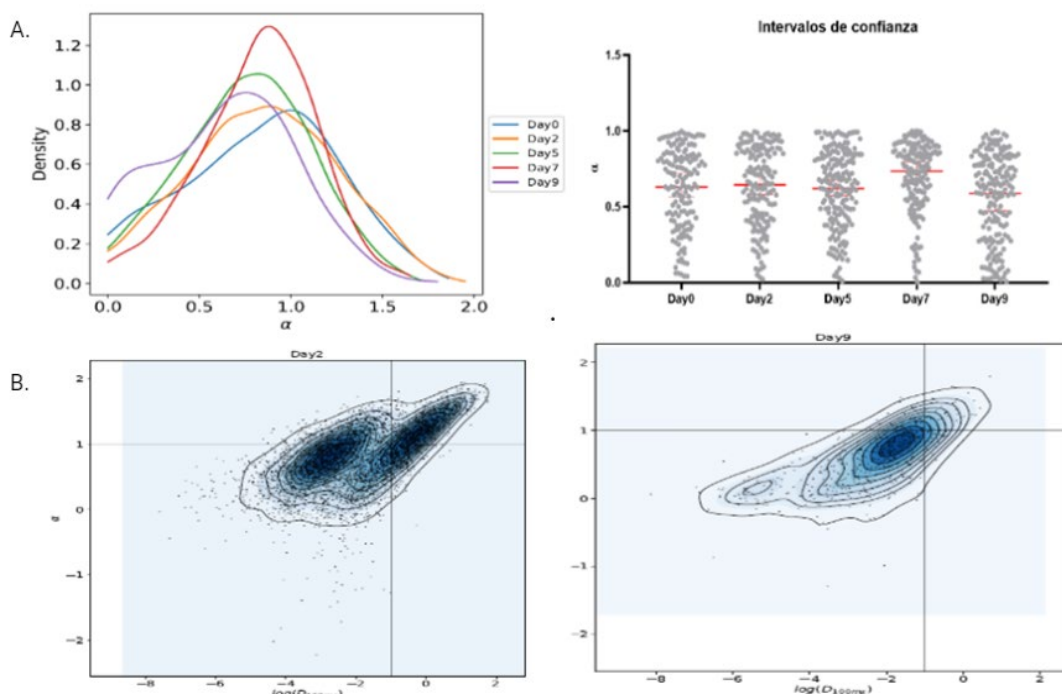 A.
Density
1.2
1.0
0.8
0.6
0.4
0.2
0.0
0.0 0.5 1.0 1.5 2.0
α
Day0
Day2
Day5
Day7
Day9
Intervalos de confianza
α
1.5
1.0
0.5
0.0
Day0 Day2 Day5 Day7 Day9
B.
Day2
α
2
1
0
−1
−2
−8 −6 −4 −2 0 2
Day9
2
1
0
−1
−2
−8 −6 −4 −2 0 2
log(D100ms)